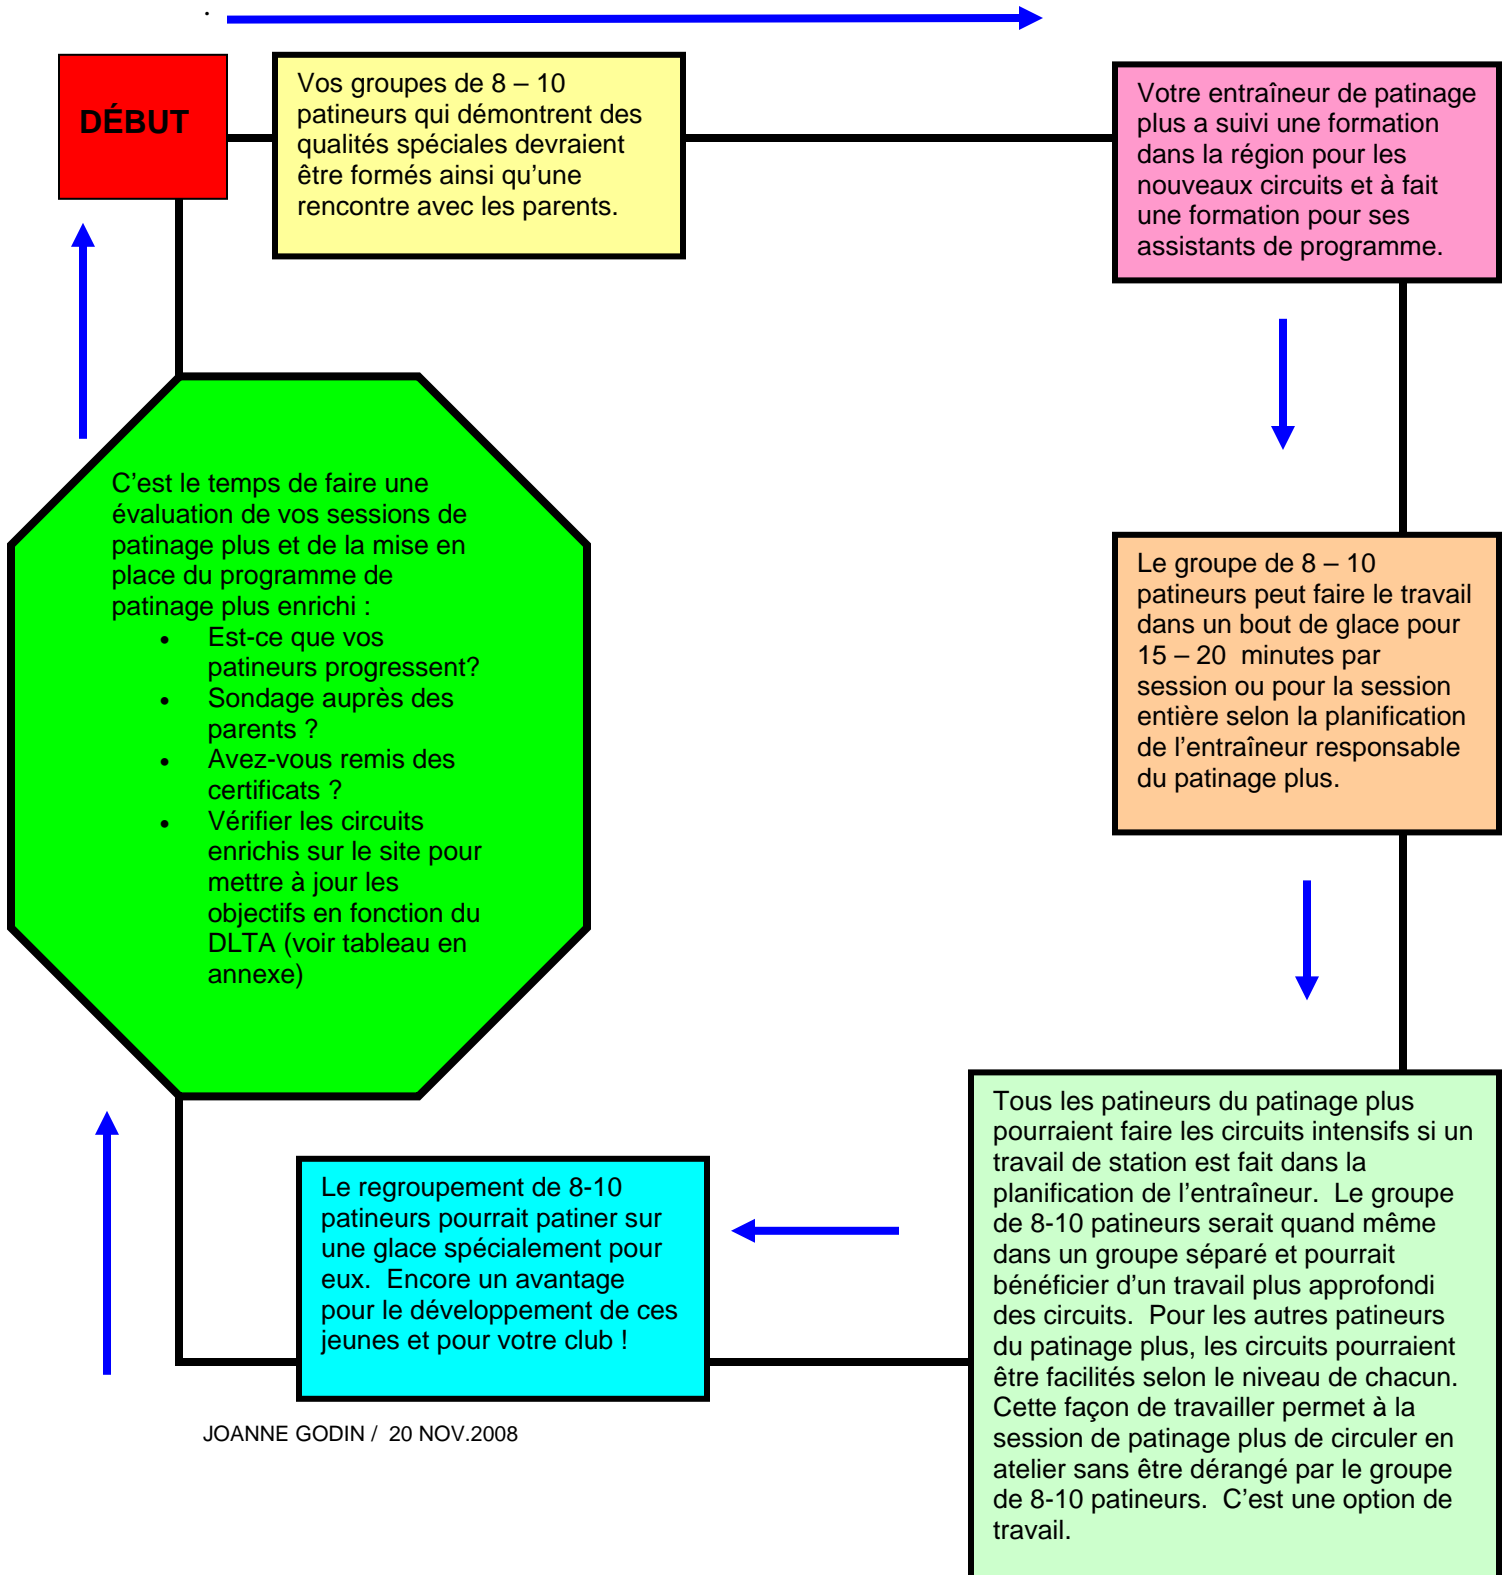 .
DÉBUT
Vos groupes de 8 – 10
patineurs qui démontrent des
qualités spéciales devraient
être formés ainsi qu'une
rencontre avec les parents.
Votre entraîneur de patinage
plus a suivi une formation
dans la région pour les
nouveaux circuits et à fait
une formation pour ses
assistants de programme.
Le groupe de 8 – 10
patineurs peut faire le travail
dans un bout de glace pour
15 – 20 minutes par
session ou pour la session
entière selon la planification
de l'entraîneur responsable
du patinage plus.
Tous les patineurs du patinage plus
pourraient faire les circuits intensifs si un
travail de station est fait dans la
planification de l'entraîneur. Le groupe
de 8-10 patineurs serait quand même
dans un groupe séparé et pourrait
bénéficier d'un travail plus approfondi
des circuits. Pour les autres patineurs
du patinage plus, les circuits pourraient
être facilités selon le niveau de chacun.
Cette façon de travailler permet à la
session de patinage plus de circuler en
atelier sans être dérangé par le groupe
de 8-10 patineurs. C'est une option de
travail.
Le regroupement de 8-10
patineurs pourrait patiner sur
une glace spécialement pour
eux. Encore un avantage
pour le développement de ces
jeunes et pour votre club !
C'est le temps de faire une
évaluation de vos sessions de
patinage plus et de la mise en
place du programme de
patinage plus enrichi :
• Est-ce que vos
patineurs progressent?
• Sondage auprès des
parents ?
• Avez-vous remis des
certificats ?
• Vérifier les circuits
enrichis sur le site pour
mettre à jour les
objectifs en fonction du
DLTA (voir tableau en
annexe)
JOANNE GODIN / 20 NOV.2008